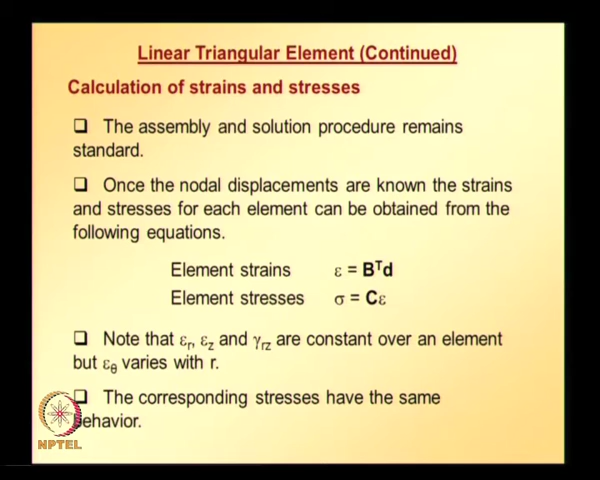 Linear Triangular Element (Continued)
Calculation of strains and stresses
❑ The assembly and solution procedure remains
standard.
❑ Once the nodal displacements are known the strains
and stresses for each element can be obtained from the
following equations.
Element strains ε = Bᵀd
Element stresses σ = Cε
❑ Note that εr, εz and γrz are constant over an element
but εθ varies with r.
❑ The corresponding stresses have the same
behavior.
NPTEL